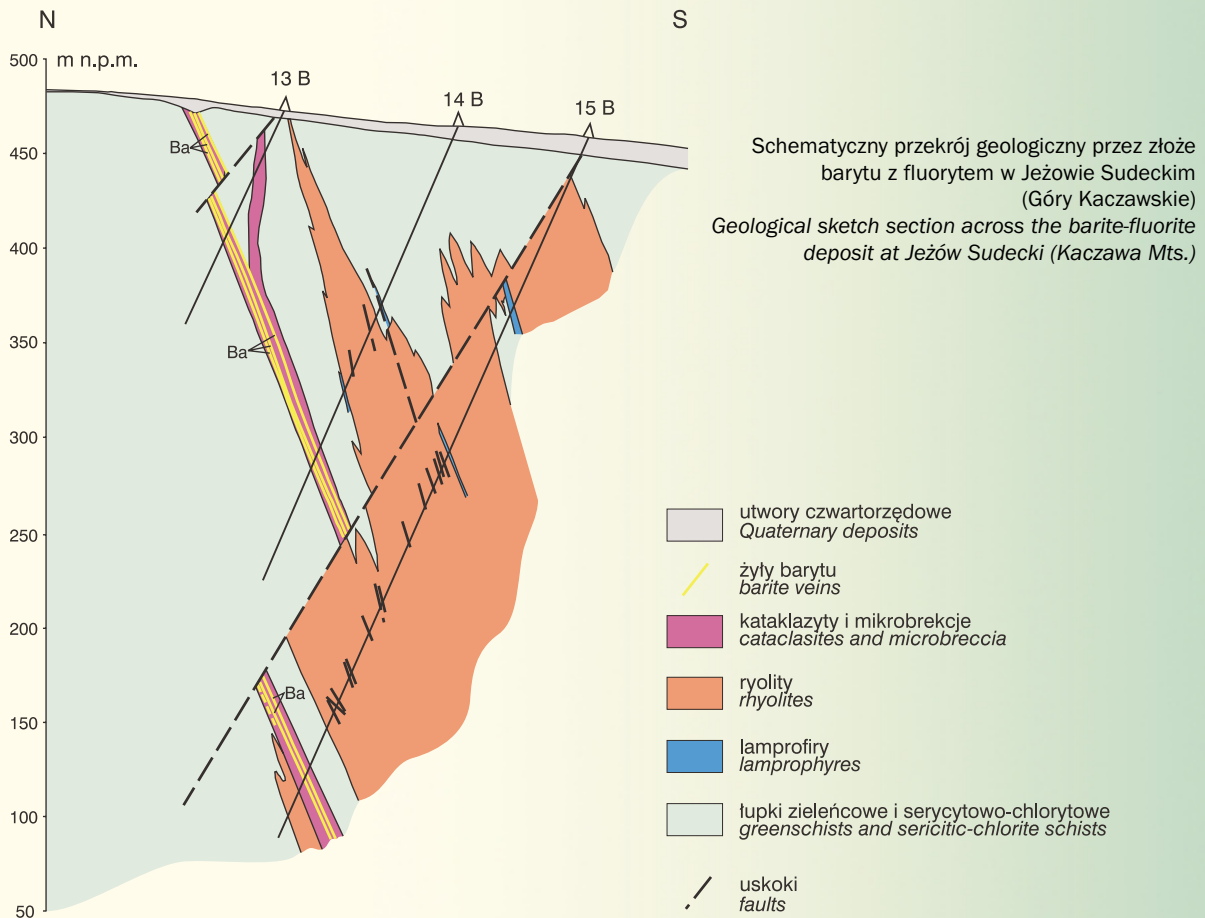 N
S
500
m n.p.m.
13 B
14 B
15 B
450
400
350
300
250
200
150
100
50
Ba
Ba
Ba
Schematyczny przekrój geologiczny przez złoże
barytu z fluorytem w Jeżowie Sudeckim
(Góry Kaczawskie)
Geological sketch section across the barite-fluorite
deposit at Jeżów Sudecki (Kaczawa Mts.)
utwory czwartorzędowe
Quaternary deposits
żyły barytu
barite veins
kataklazyty i mikrobrekcje
cataclasites and microbreccia
ryolity
rhyolites
lamprofiry
lamprophyres
łupki zieleńcowe i serycytowo-chlorytowe
greenschists and sericitic-chlorite schists
uskoki
faults